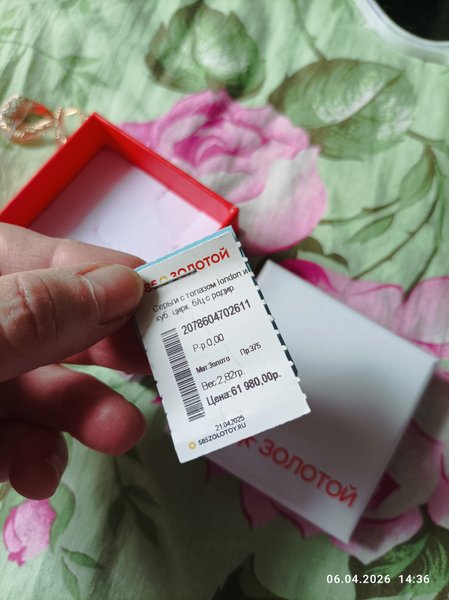 ЗОЛОТОЙ
Серьги с топазом london и
куб. цирк. б/ц с родир
2078604702611
Р-р 0,00
Мат Золото Пр.375
Вес:2,82гр
Цена:61 980,00р.
21.04.2025
585ZOLOTOY.RU
ЗОЛОТОЙ
06.04.2026 14:36